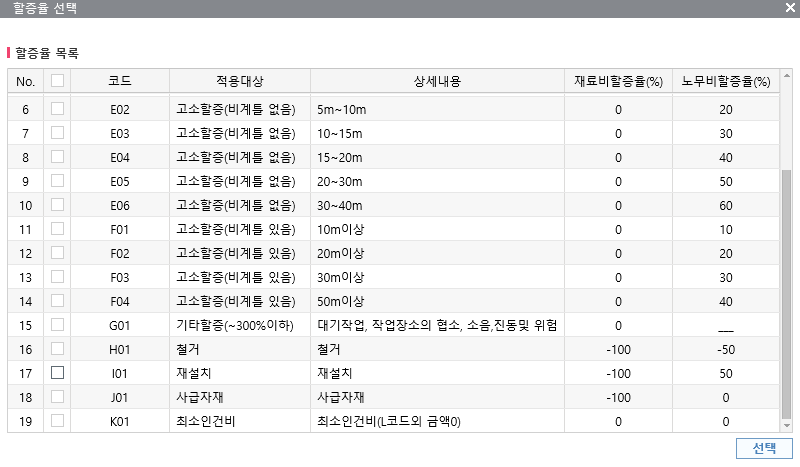 할증율 선택
할증율 목록
No. 코드 적용대상 상세내용 재료비할증율(%) 노무비할증율(%)
6 E02 고소할증(비계틀 없음) 5m~10m 0 20
7 E03 고소할증(비계틀 없음) 10~15m 0 30
8 E04 고소할증(비계틀 없음) 15~20m 0 40
9 E05 고소할증(비계틀 없음) 20~30m 0 50
10 E06 고소할증(비계틀 없음) 30~40m 0 60
11 F01 고소할증(비계틀 있음) 10m이상 0 10
12 F02 고소할증(비계틀 있음) 20m이상 0 20
13 F03 고소할증(비계틀 있음) 30m이상 0 30
14 F04 고소할증(비계틀 있음) 50m이상 0 40
15 G01 기타할증(~300%이하) 대기작업, 작업장소의 협소, 소음,진동및 위험 0 ___
16 H01 철거 철거 -100 -50
17 I01 재설치 재설치 -100 50
18 J01 사급자재 사급자재 -100 0
19 K01 최소인건비 최소인건비(L코드외 금액0) 0 0
선택